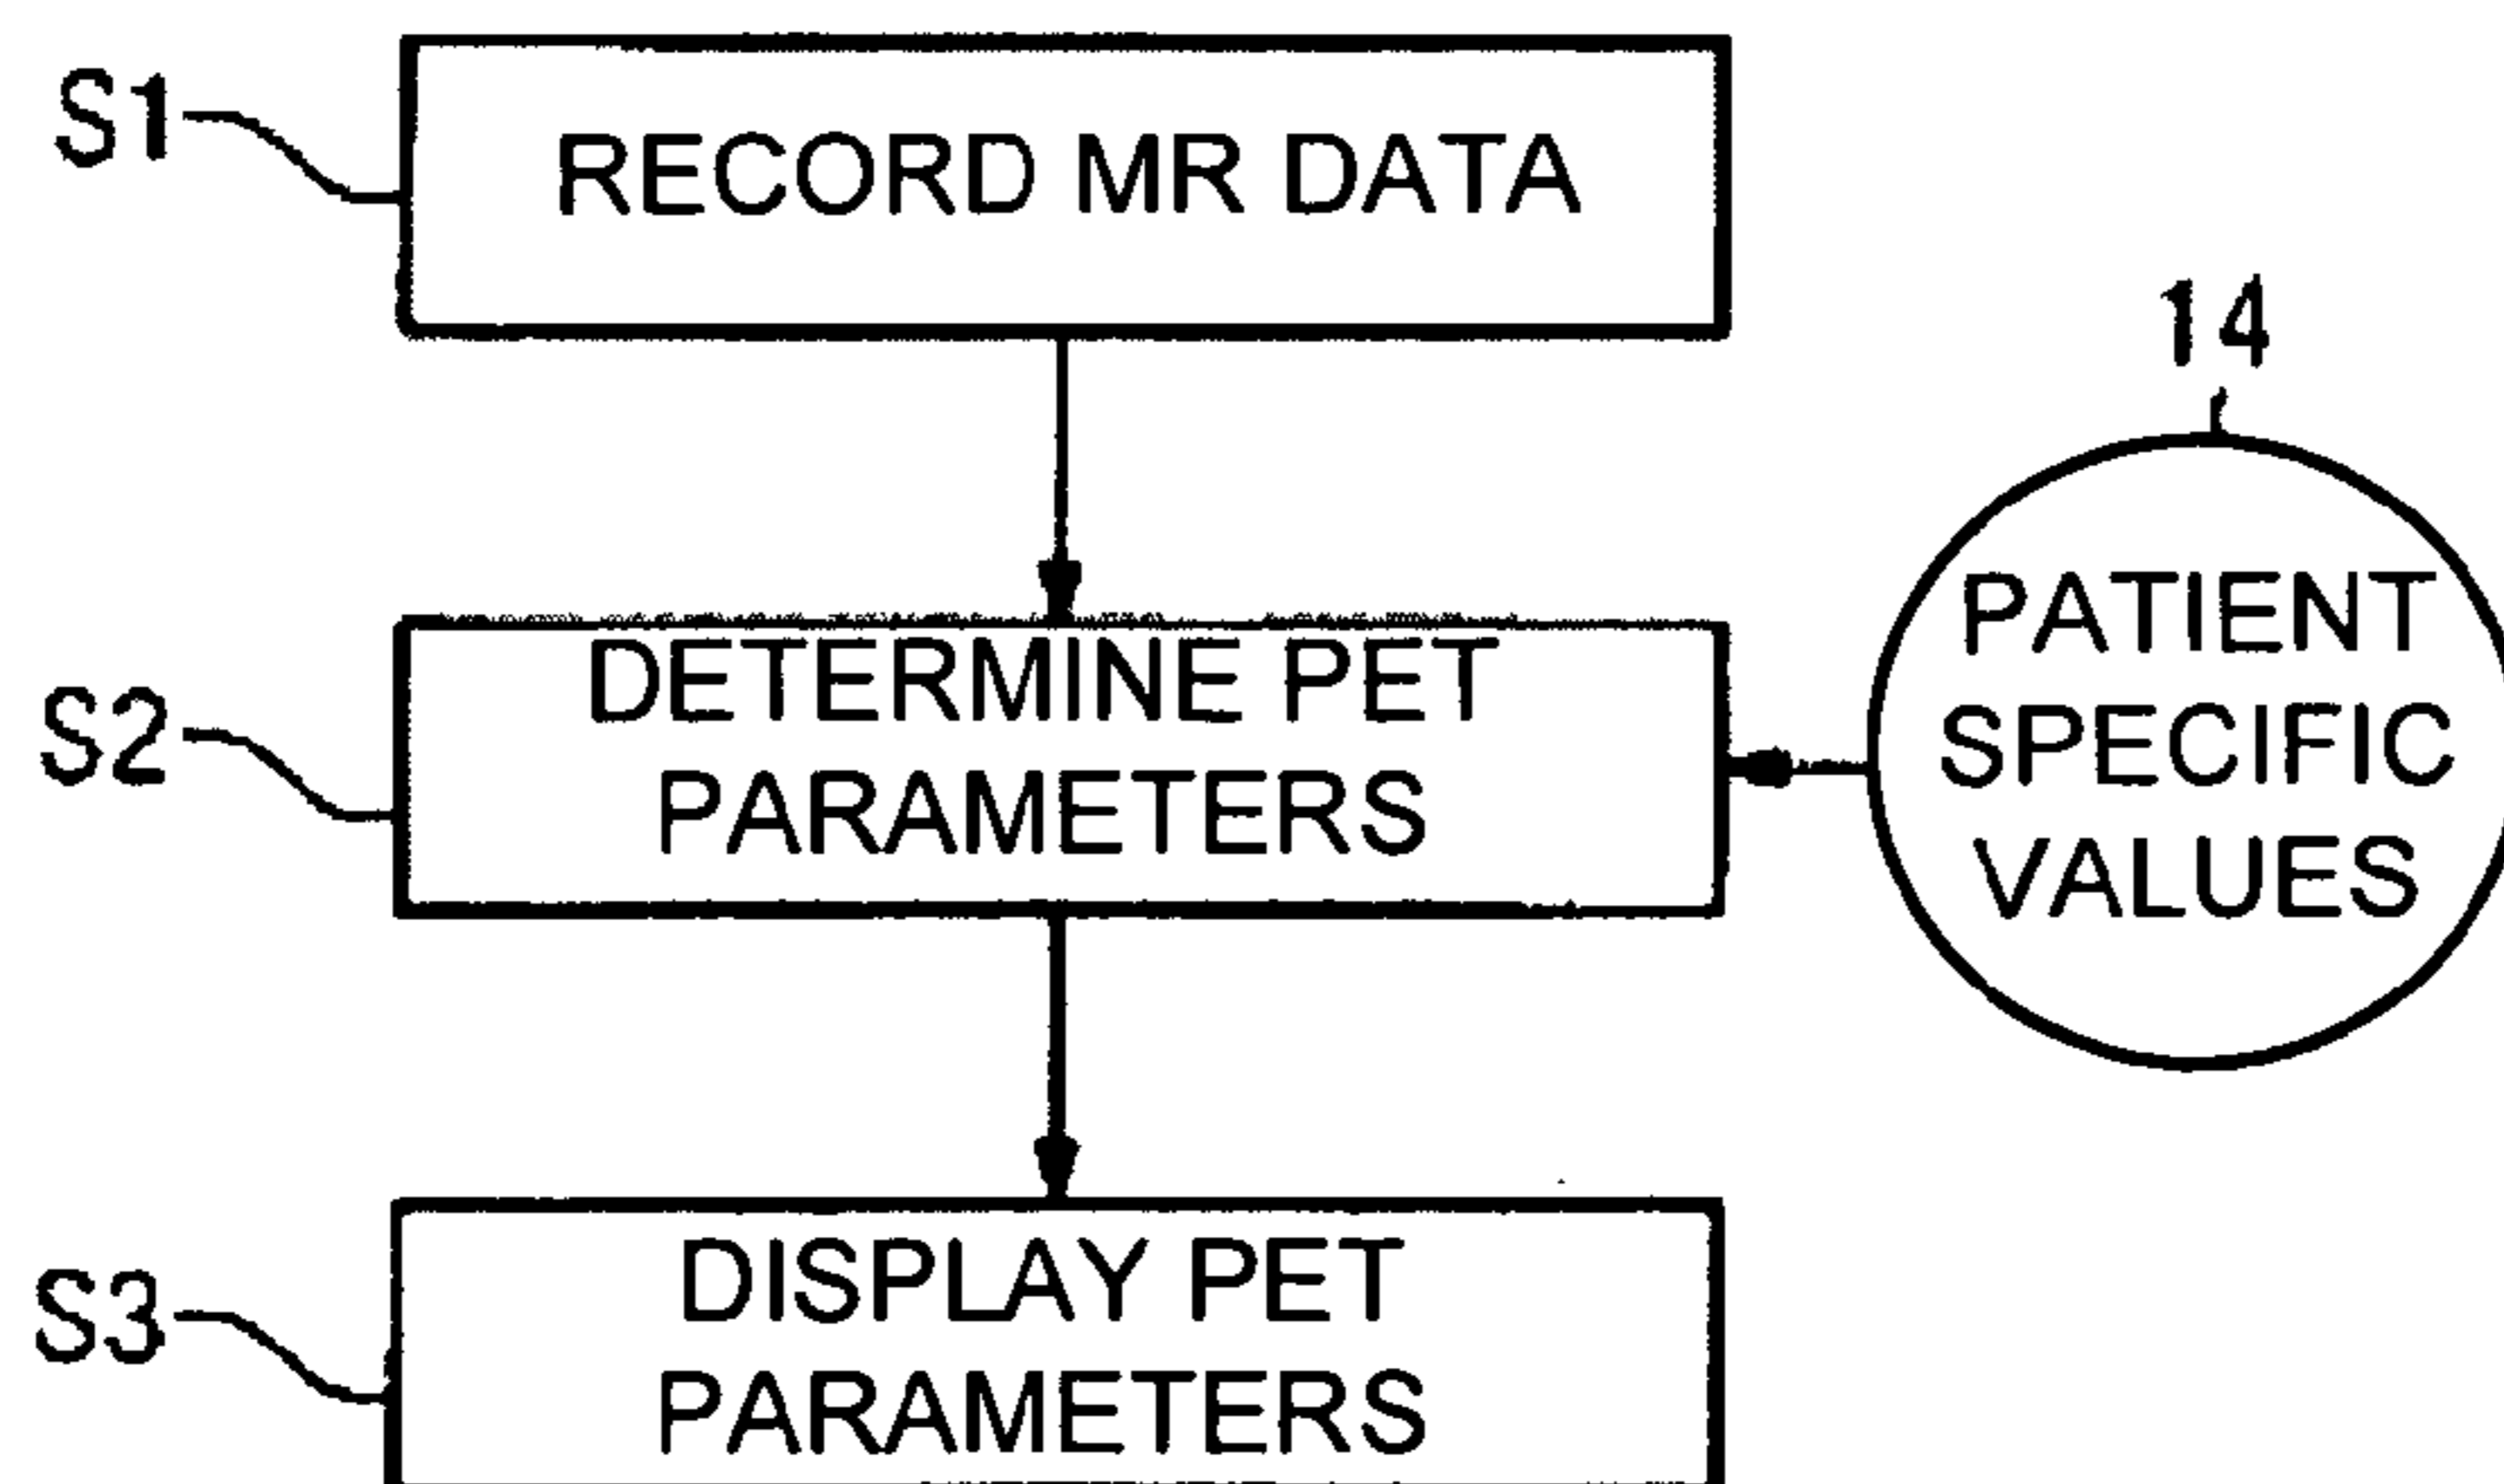 S1
RECORD MR DATA
14
S2
DETERMINE PET
PARAMETERS
PATIENT
SPECIFIC
VALUES
S3
DISPLAY PET
PARAMETERS